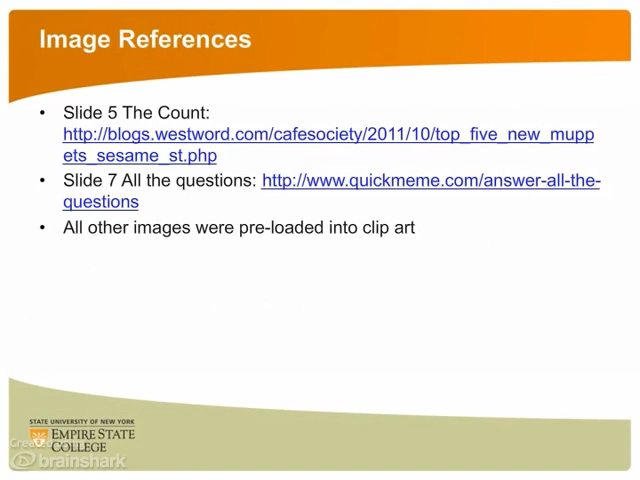 Image References
• Slide 5 The Count:
http://blogs.westword.com/cafesociety/2011/10/top_five_new_mupp
ets_sesame_st.php
• Slide 7 All the questions: http://www.quickmeme.com/answer-all-the-
questions
• All other images were pre-loaded into clip art
STATE UNIVERSITY OF NEW YORK
EMPIRE STATE
COLLEGE
brainshark